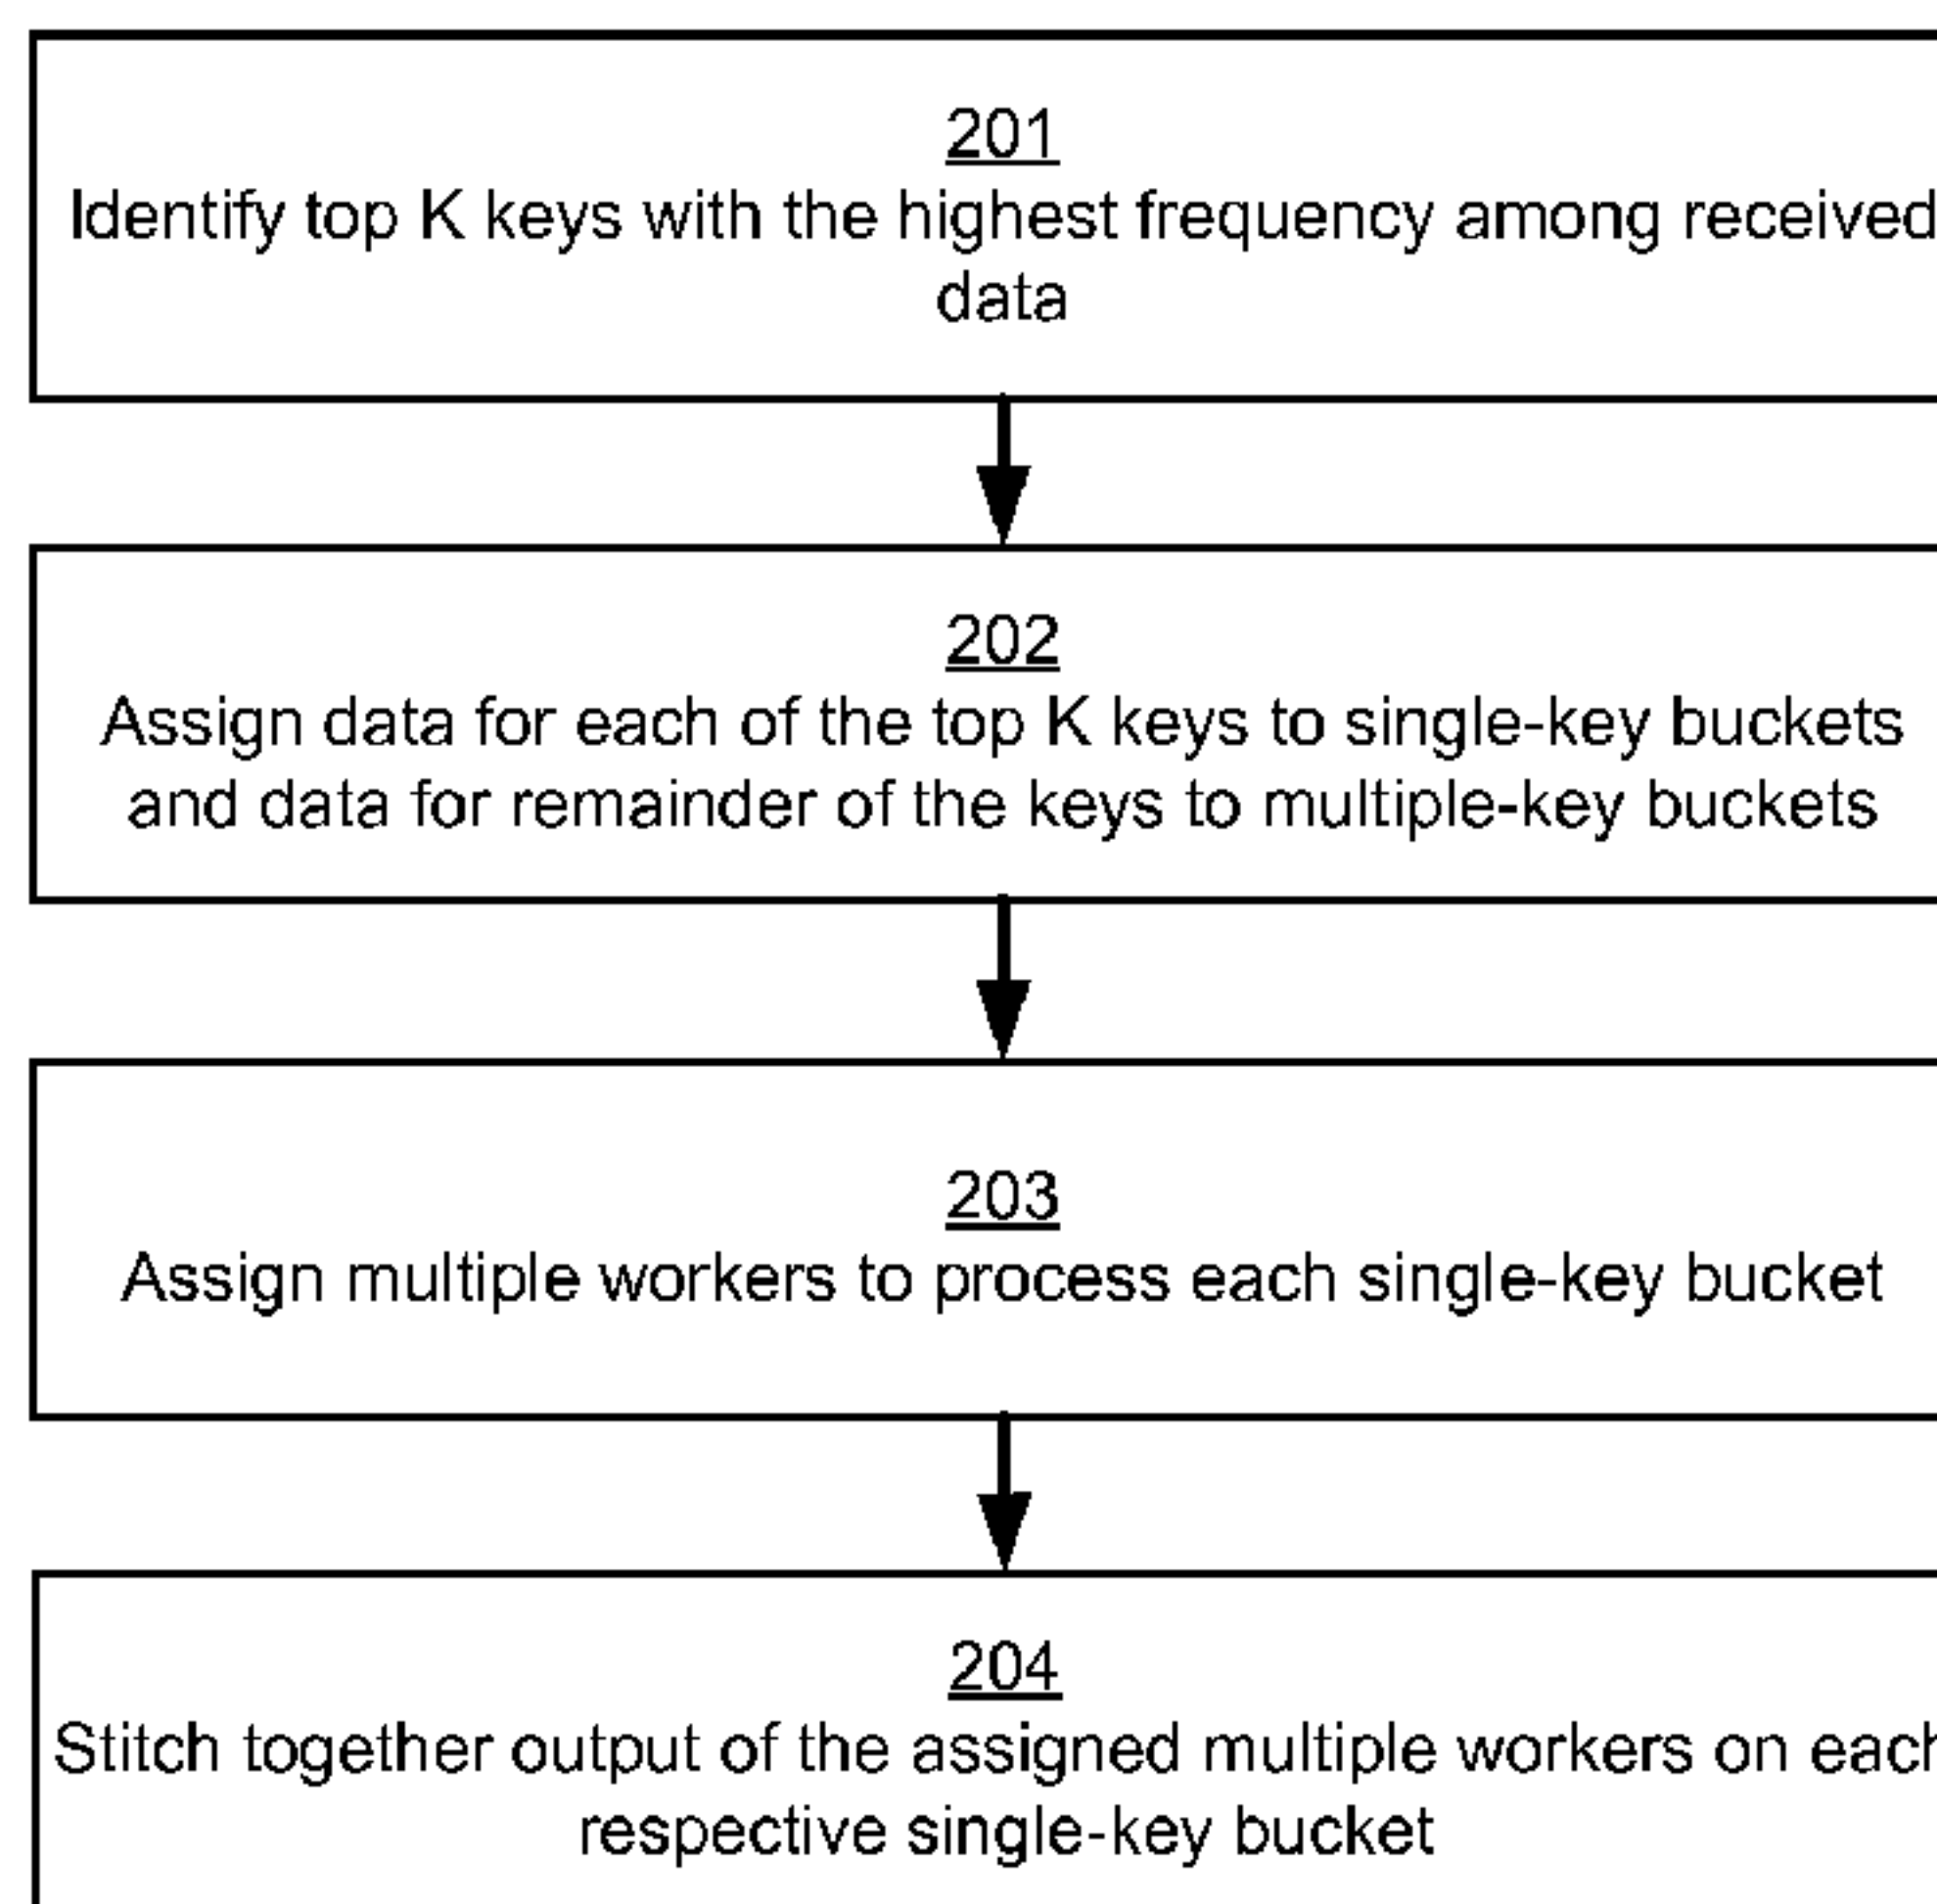 201
Identify top K keys with the highest frequency among received
data
202
Assign data for each of the top K keys to single-key buckets
and data for remainder of the keys to multiple-key buckets
203
Assign multiple workers to process each single-key bucket
204
Stitch together output of the assigned multiple workers on each
respective single-key bucket